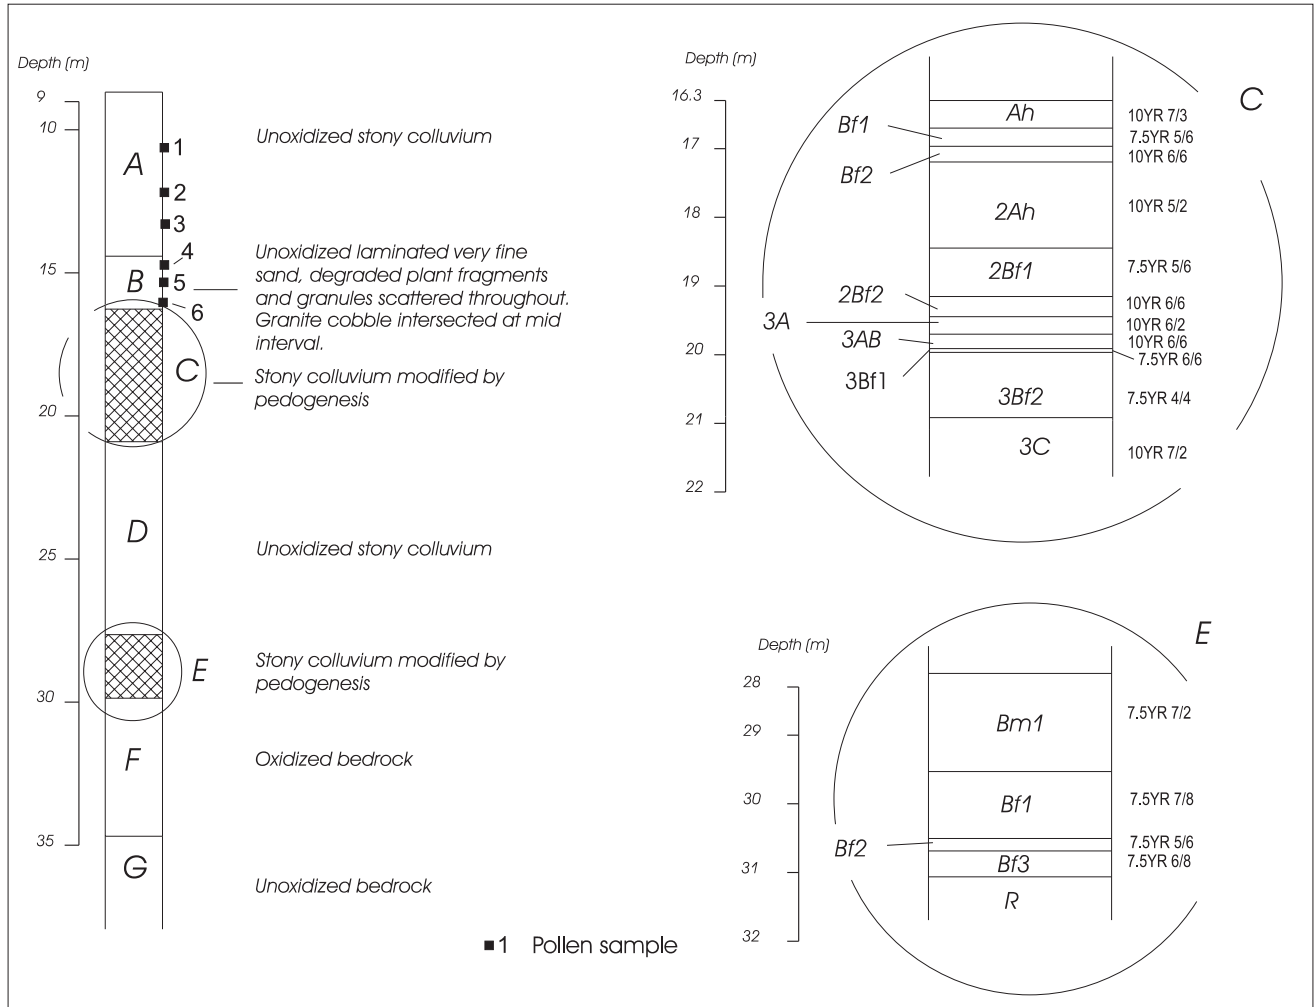 Depth (m)
9
10
15
20
25
30
35
A
B
C
D
E
F
G
1
2
3
4
5
6
Unoxidized stony colluvium
Unoxidized laminated very fine
sand, degraded plant fragments
and granules scattered throughout.
Granite cobble intersected at mid
interval.
Stony colluvium modified by
pedogenesis
Unoxidized stony colluvium
Stony colluvium modified by
pedogenesis
Oxidized bedrock
Unoxidized bedrock
1 Pollen sample
C
Depth (m)
16.3
17
18
19
20
21
22
Ah
Bf1
Bf2
2Ah
2Bf1
2Bf2
3A
3AB
3Bf1
3Bf2
3C
10YR 7/3
7.5YR 5/6
10YR 6/6
10YR 5/2
7.5YR 5/6
10YR 6/6
10YR 6/2
10YR 6/6
7.5YR 6/6
7.5YR 4/4
10YR 7/2
E
Depth (m)
28
29
30
31
32
Bm1
Bf1
Bf2
Bf3
R
7.5YR 7/2
7.5YR 7/8
7.5YR 5/6
7.5YR 6/8